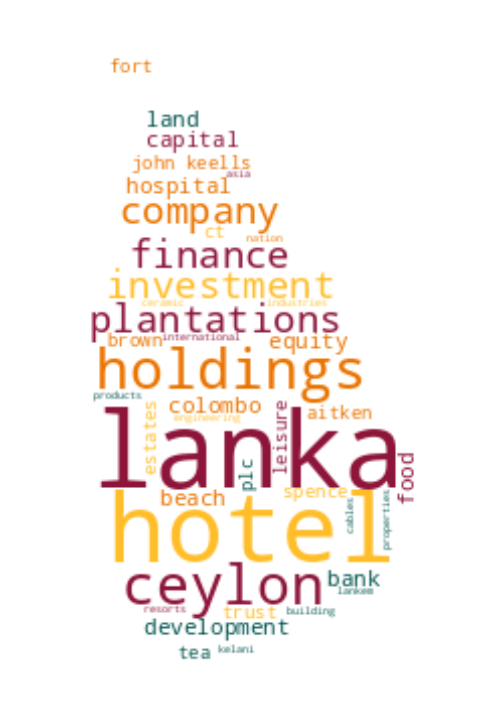 fort
land
capital
john keells
asia
hospital
company
ct
nation
finance
investment
ceramic
industries
plantations
brown
international
equity
holdings
products
estates
colombo
engineering
leisure
aitken
lanka
plc
food
spence
beach
cables
properties
hotel
ceylon
bank
lankem
resorts
trust
building
development
tea
kelani